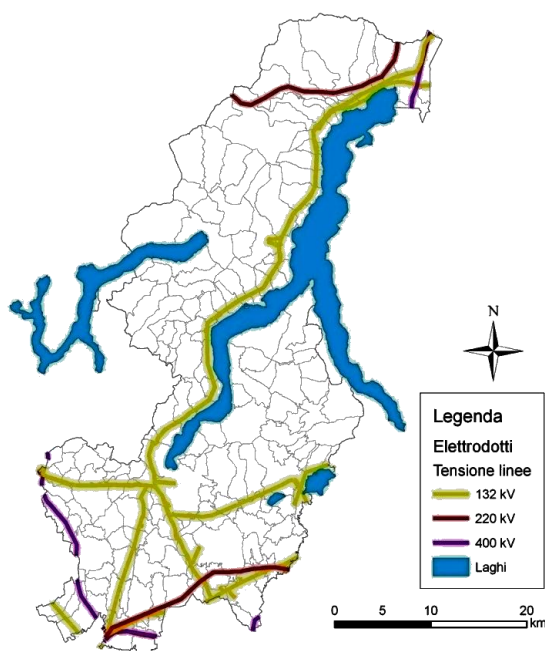 N
Legenda
Elettrodotti
Tensione linee
132 kV
220 kV
400 kV
Laghi
0 5 10 20
km